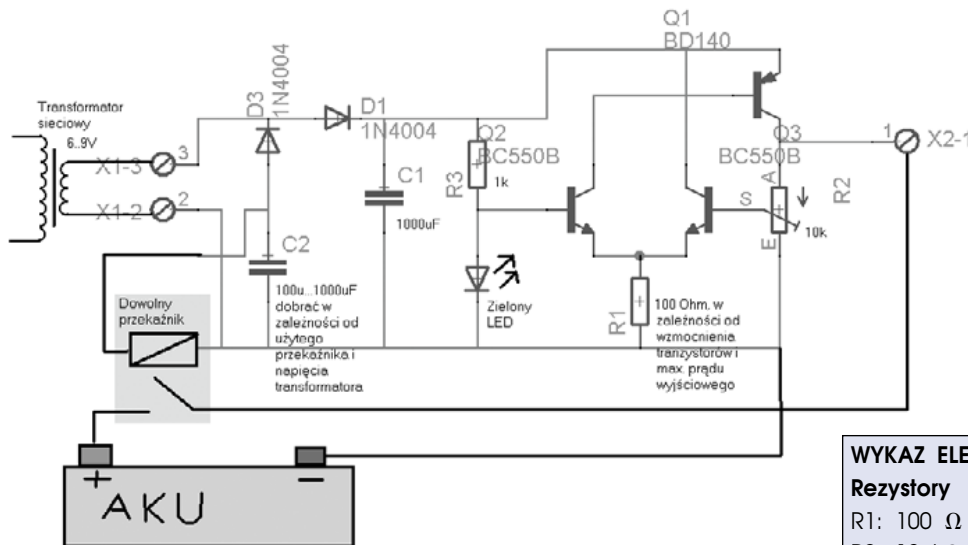 Q1
BD140
D3
1N4004
D1
1N4004
Transformator
sieciowy
6..9V
X1-3
3
X1-2
2
C1
1000uF
R3
1k
Q2
BC550B
Q3
BC550B
A
S
E
R2
10k
1
X2-1
C2
100u...1000uF
dobrać w
zależności od
użytego
przekaźnika i
napięcia
transformatora
Zielony
LED
R1
100 Ohm. w
zależności od
wzmocnienia
tranzystorów i
max. prądu
wyjściowego
Dowolny
przekaźnik
+
−
AKU
WYKAZ ELE
Rezystory
R1: 100 Ω